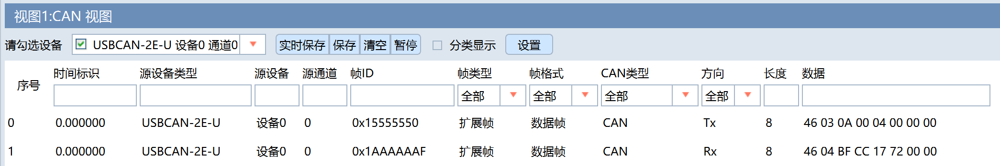 视图1:CAN 视图
请勾选设备 USBCAN-2E-U 设备0 通道0 实时保存 保存 清空 暂停 分类显示 设置
序号 时间标识 源设备类型 源设备 源通道 帧ID 帧类型 帧格式 CAN类型 方向 长度 数据
全部 全部 全部 全部
0 0.000000 USBCAN-2E-U 设备0 0 0x15555550 扩展帧 数据帧 CAN Tx 8 46 03 0A 00 04 00 00 00
1 0.000000 USBCAN-2E-U 设备0 0 0x1AAAAAAF 扩展帧 数据帧 CAN Rx 8 46 04 BF CC 17 72 00 00